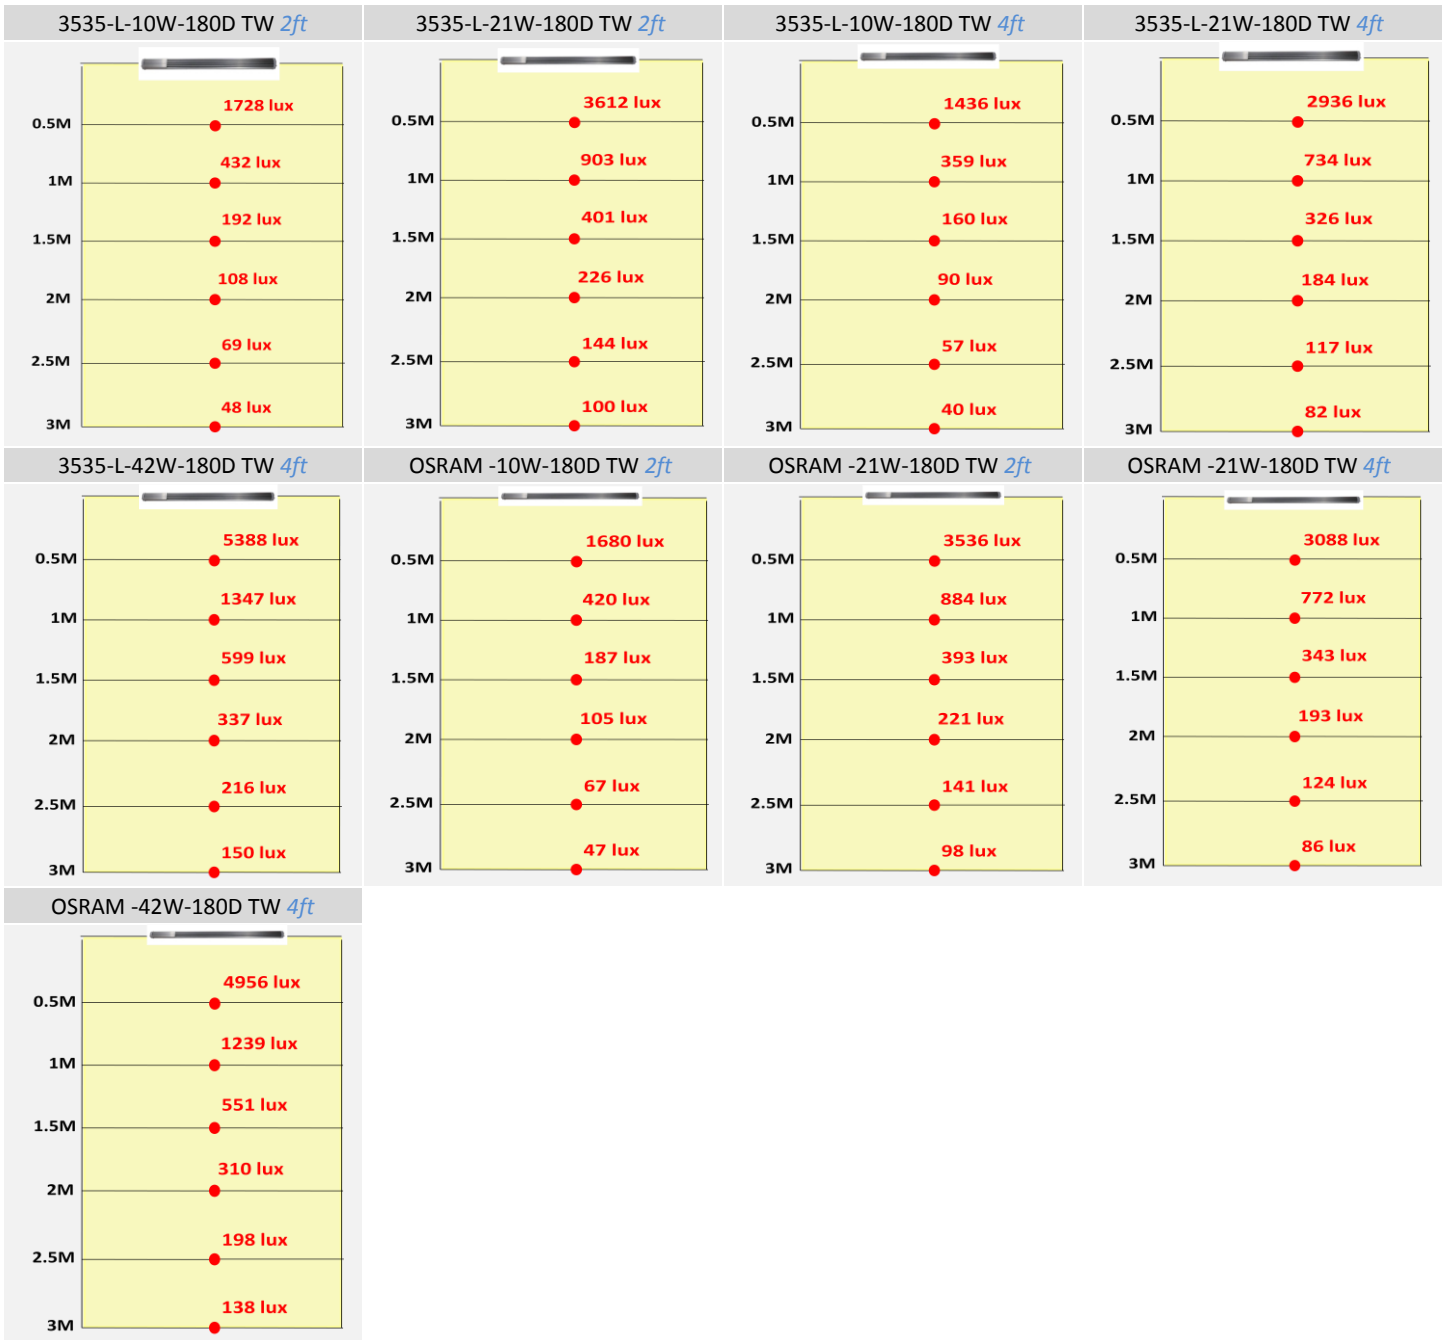 3535-L-10W-180D TW 2ft
1728 lux
0.5M
432 lux
1M
192 lux
1.5M
108 lux
2M
69 lux
2.5M
48 lux
3M
3535-L-21W-180D TW 2ft
3612 lux
0.5M
903 lux
1M
401 lux
1.5M
226 lux
2M
144 lux
2.5M
100 lux
3M
3535-L-10W-180D TW 4ft
1436 lux
0.5M
359 lux
1M
160 lux
1.5M
90 lux
2M
57 lux
2.5M
40 lux
3M
3535-L-21W-180D TW 4ft
2936 lux
0.5M
734 lux
1M
326 lux
1.5M
184 lux
2M
117 lux
2.5M
82 lux
3M
3535-L-42W-180D TW 4ft
5388 lux
0.5M
1347 lux
1M
599 lux
1.5M
337 lux
2M
216 lux
2.5M
150 lux
3M
OSRAM -10W-180D TW 2ft
1680 lux
0.5M
420 lux
1M
187 lux
1.5M
105 lux
2M
67 lux
2.5M
47 lux
3M
OSRAM -21W-180D TW 2ft
3536 lux
0.5M
884 lux
1M
393 lux
1.5M
221 lux
2M
141 lux
2.5M
98 lux
3M
OSRAM -21W-180D TW 4ft
3088 lux
0.5M
772 lux
1M
343 lux
1.5M
193 lux
2M
124 lux
2.5M
86 lux
3M
OSRAM -42W-180D TW 4ft
4956 lux
0.5M
1239 lux
1M
551 lux
1.5M
310 lux
2M
198 lux
2.5M
138 lux
3M